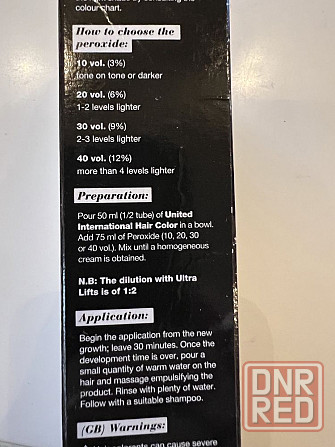 colour chart.
How to choose the
peroxide:
10 vol. (3%)
tone on tone or darker
20 vol. (6%)
1-2 levels lighter
30 vol. (9%)
2-3 levels lighter
40 vol. (12%)
more than 4 levels lighter
Preparation:
Pour 50 ml (1/2 tube) of United
International Hair Color in a bowl.
Add 75 ml of Peroxide (10, 20, 30
or 40 vol.). Mix until a homogeneous
cream is obtained.
N.B: The dilution with Ultra
Lifts is of 1:2
Application:
Begin the application from the new
growth; leave 30 minutes. Once the
development time is over, pour a
small quantity of warm water on the
hair and massage empulsifying the
product. Rinse with plenty of water.
Follow with a suitable shampoo.
(GB) Warnings:
colorants can cause severe
DNR
RED